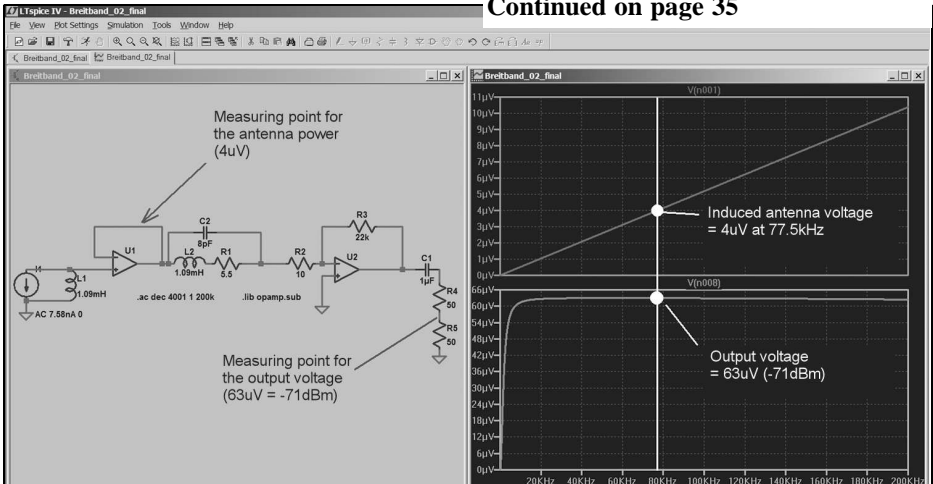 Continued on page 35
LTspice IV - Breitband_02_final
File View Plot Settings Simulation Tools Window Help
Breitband_02_final Breitband_02_final
Breitband_02_final
Measuring point for
the antenna power
(4uV)
C2
8pF
R3
22k
U1
L2
R1
R2
U2
C1
1.09mH
5.5
10
1µF
L1
1.09mH
R4
50
.ac dec 4001 1 200k
.lib opamp.sub
AC 7.58nA 0
R5
50
Measuring point for
the output voltage
(63uV = -71dBm)
Breitband_02_final
V(n001)
11µV
10µV
9µV
8µV
7µV
6µV
5µV
4µV
3µV
2µV
1µV
0µV
Induced antenna voltage
= 4uV at 77.5kHz
V(n008)
66µV
60µV
54µV
48µV
42µV
36µV
30µV
24µV
18µV
12µV
6µV
0µV
Output voltage
= 63uV (-71dBm)
20KHz 40KHz 60KHz 80KHz 100KHz 120KHz 140KHz 160KHz 180KHz 200KHz